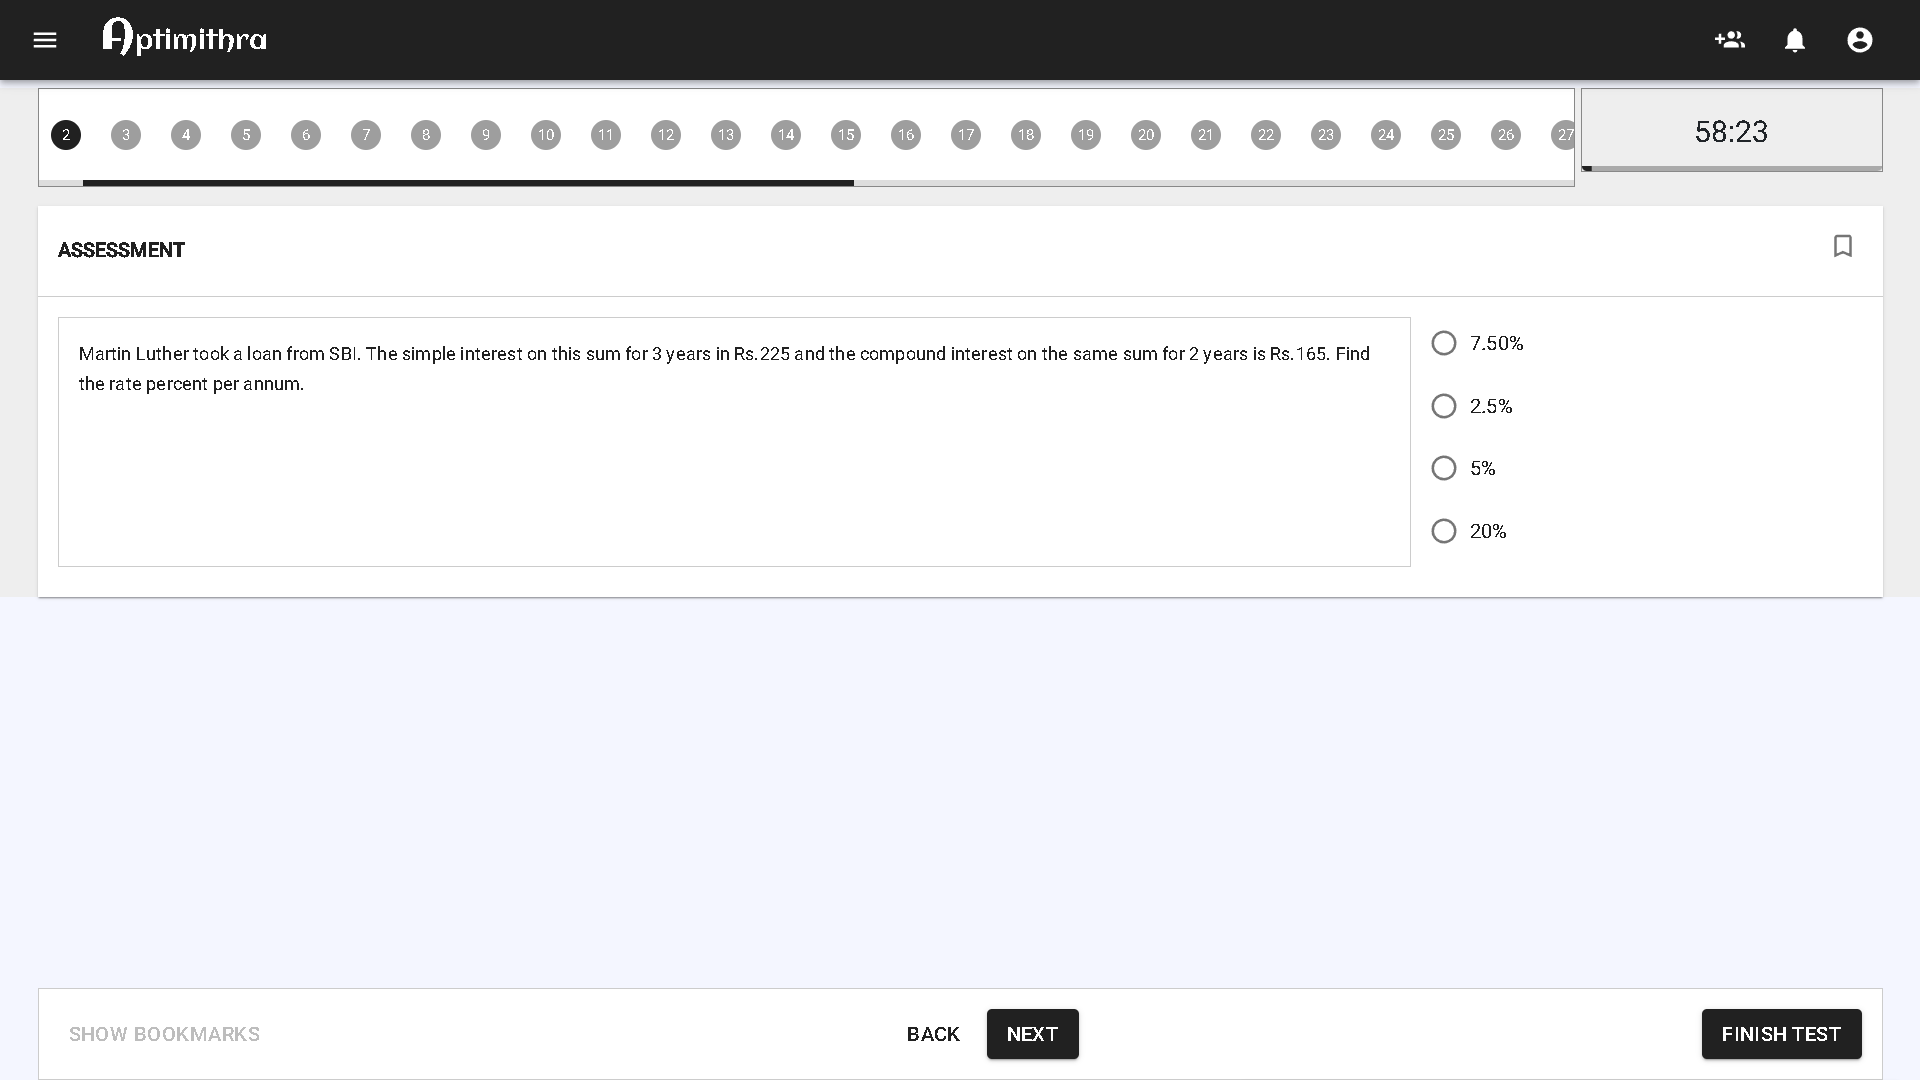 Aptimithra
2 3 4 5 6 7 8 9 10 11 12 13 14 15 16 17 18 19 20 21 22 23 24 25 26 27
58:23
ASSESSMENT
Martin Luther took a loan from SBI. The simple interest on this sum for 3 years in Rs.225 and the compound interest on the same sum for 2 years is Rs.165. Find
the rate percent per annum.
7.50%
2.5%
5%
20%
SHOW BOOKMARKS
BACK
NEXT
FINISH TEST